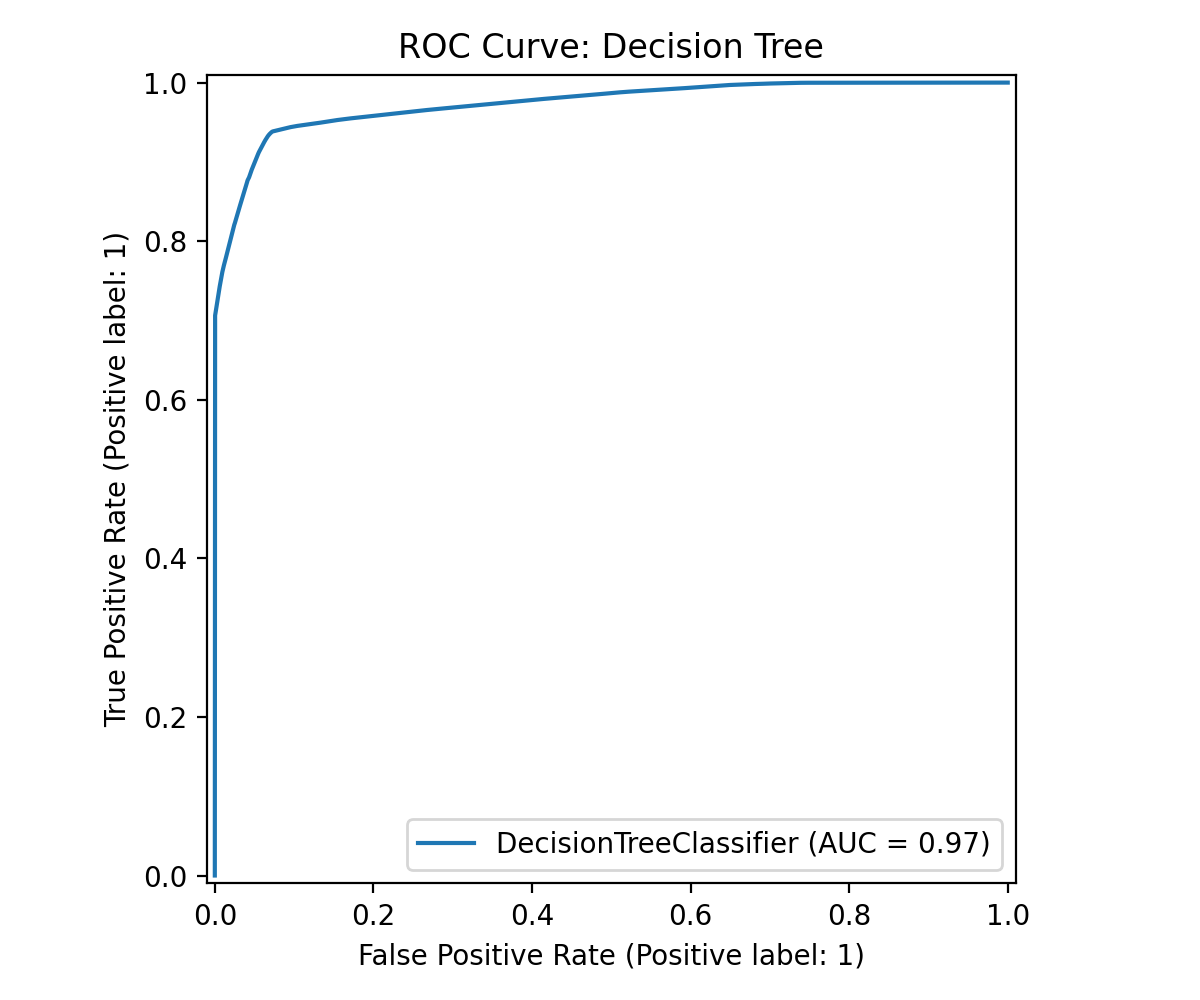 ROC Curve: Decision Tree
True Positive Rate (Positive label: 1)
1.0
0.8
0.6
0.4
0.2
0.0
DecisionTreeClassifier (AUC = 0.97)
0.0 0.2 0.4 0.6 0.8 1.0
False Positive Rate (Positive label: 1)